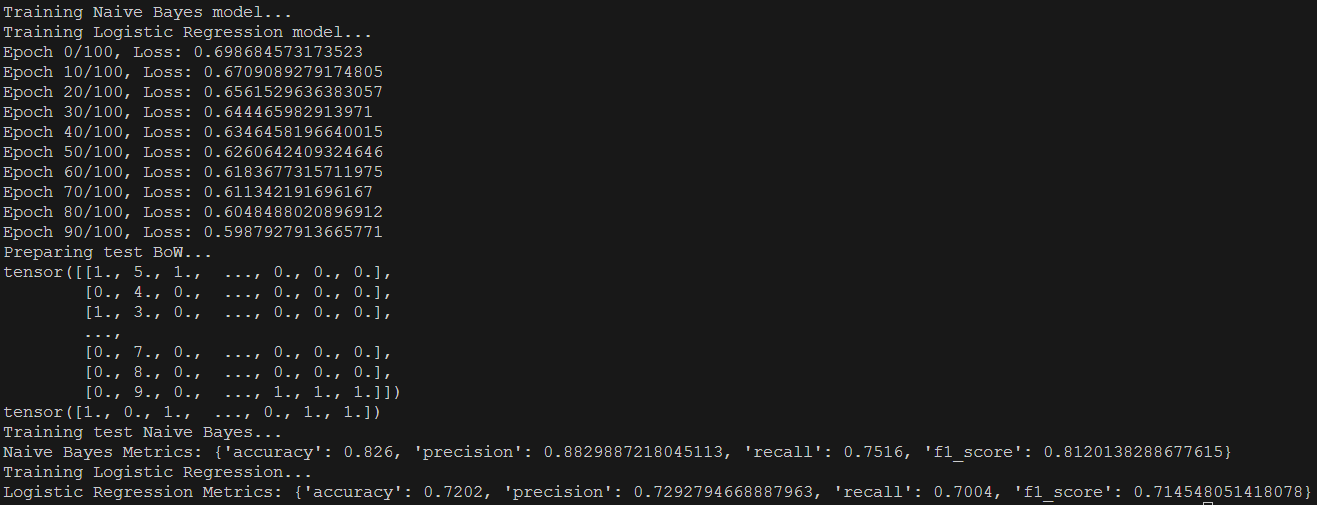 Training Naive Bayes model...
Training Logistic Regression model...
Epoch 0/100, Loss: 0.698684573173523
Epoch 10/100, Loss: 0.6709089279174805
Epoch 20/100, Loss: 0.6561529636383057
Epoch 30/100, Loss: 0.644465982913971
Epoch 40/100, Loss: 0.6346458196640015
Epoch 50/100, Loss: 0.6260642409324646
Epoch 60/100, Loss: 0.6183677315711975
Epoch 70/100, Loss: 0.611342191696167
Epoch 80/100, Loss: 0.6048488020896912
Epoch 90/100, Loss: 0.5987927913665771
Preparing test BoW...
tensor([[1., 5., 1.,  ..., 0., 0., 0.],
        [0., 4., 0.,  ..., 0., 0., 0.],
        [1., 3., 0.,  ..., 0., 0., 0.],
        ...,
        [0., 7., 0.,  ..., 0., 0., 0.],
        [0., 8., 0.,  ..., 0., 0., 0.],
        [0., 9., 0.,  ..., 1., 1., 1.]])
tensor([1., 0., 1.,  ..., 0., 1., 1.])
Training test Naive Bayes...
Naive Bayes Metrics: {'accuracy': 0.826, 'precision': 0.8829887218045113, 'recall': 0.7516, 'f1_score': 0.8120138288677615}
Training Logistic Regression...
Logistic Regression Metrics: {'accuracy': 0.7202, 'precision': 0.7292794668887963, 'recall': 0.7004, 'f1_score': 0.714548051418078}